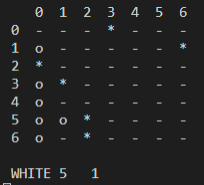 0 1 2 3 4 5 6
0 - - - * - - -
1 o - - - - - *
2 * - - - - - -
3 o * - - - - -
4 o - - - - - -
5 o o * - - - -
6 o - * - - - -
WHITE 5 1